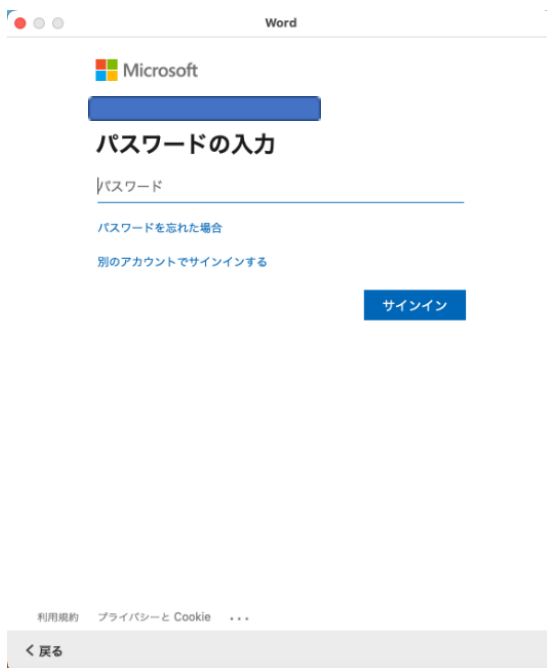 Word
Microsoft
パスワードの入力
パスワード
パスワードを忘れた場合
別のアカウントでサインインする
サインイン
利用規約 プライバシーと Cookie ...
戻る